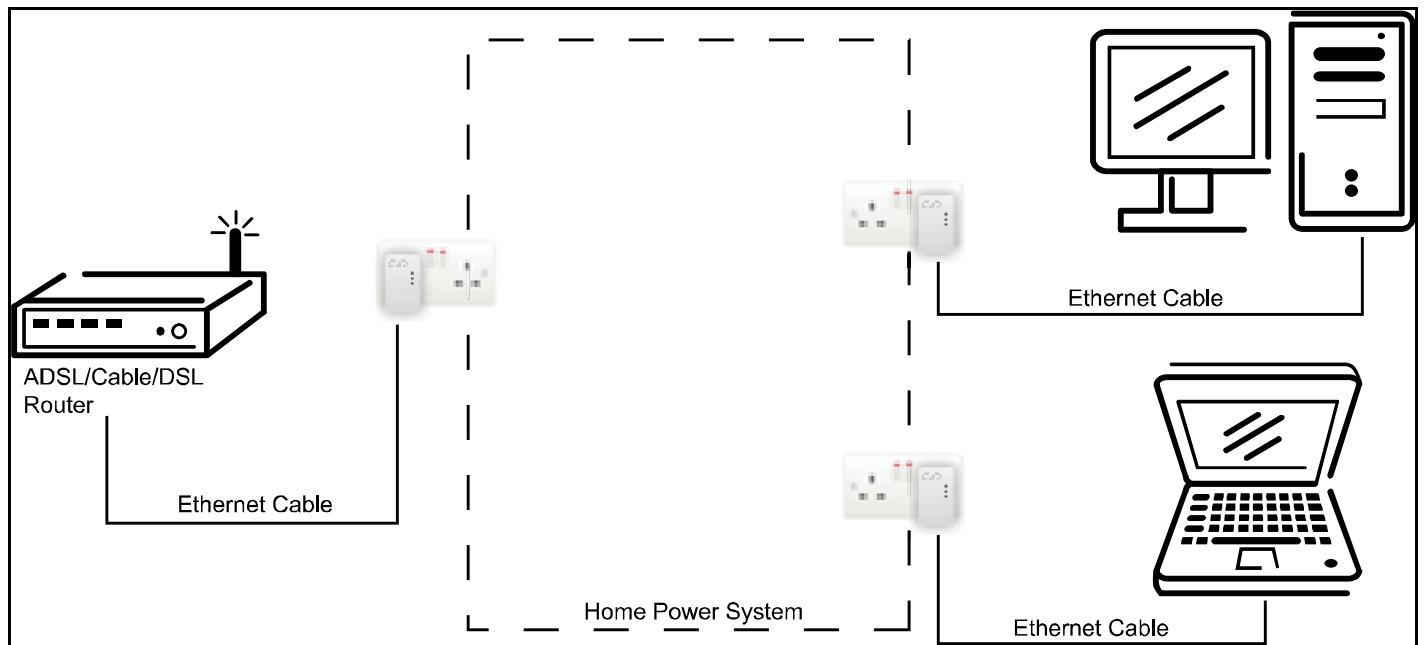 Ethernet Cable
ADSL/Cable/DSL
Router
Ethernet Cable
Home Power System
Ethernet Cable